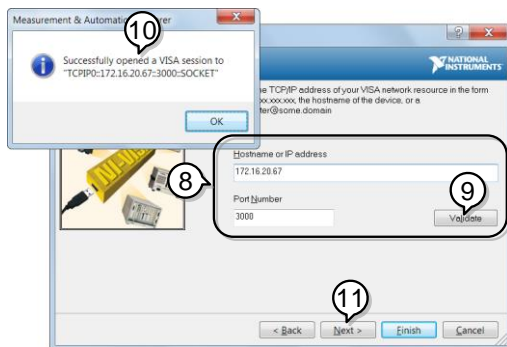 Measurement & Automation Explorer
10
Successfully opened a VISA session to
"TCPIP0::172.16.20.67::3000::SOCKET"
OK
NATIONAL
INSTRUMENTS
e TCP/IP address of your VISA network resource in the form
xx.xxx.xxx, the hostname of the device, or a
ter@some.domain
NI-VISA
8
Hostname or IP address
172.16.20.67
9
Port Number
3000
Validate
11
< Back
Next >
Finish
Cancel